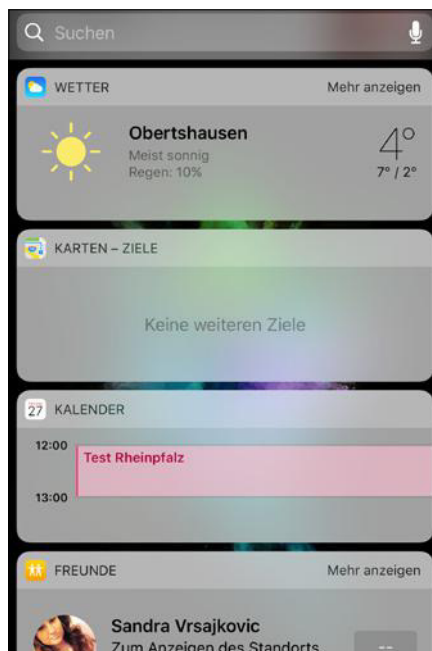 Suchen
WETTER Mehr anzeigen
Obertshausen
Meist sonnig
Regen: 10%
4°
7° / 2°
KARTEN – ZIELE
Keine weiteren Ziele
27 KALENDER
12:00
Test Rheinpfalz
13:00
FREUNDE Mehr anzeigen
Sandra Vrsajkovic
Zum Anzeigen des Standorts
--